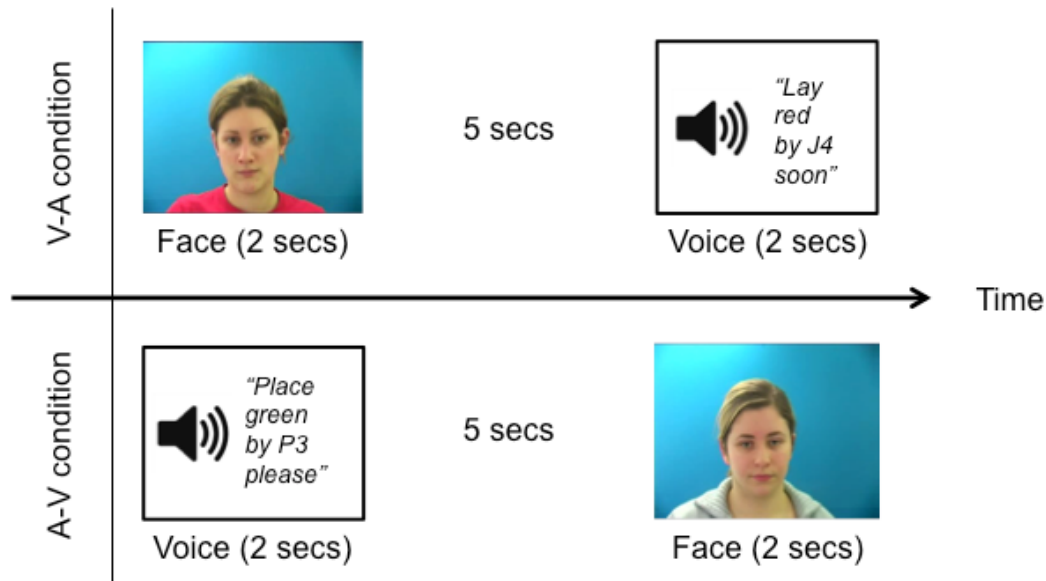 V-A condition
5 secs
“Lay
red
by J4
soon”
Face (2 secs)
Voice (2 secs)
Time
A-V condition
“Place
green
by P3
please”
5 secs
Voice (2 secs)
Face (2 secs)